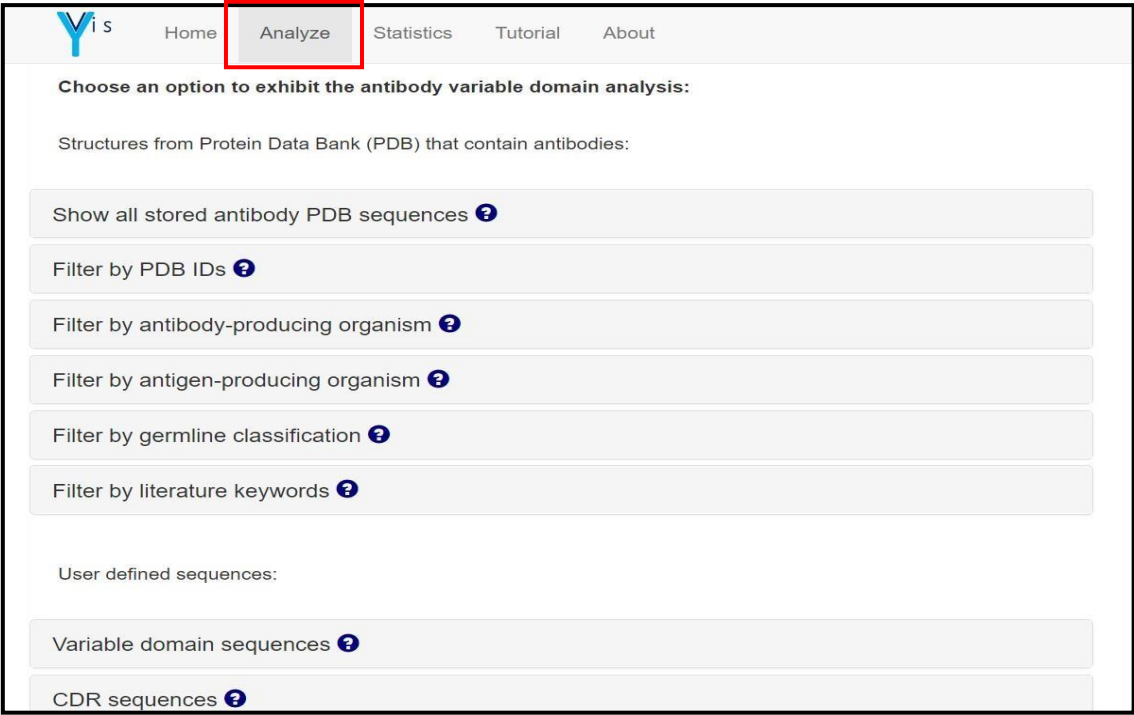 Yis Home Analyze Statistics Tutorial About
Choose an option to exhibit the antibody variable domain analysis:
Structures from Protein Data Bank (PDB) that contain antibodies:
Show all stored antibody PDB sequences ?
Filter by PDB IDs ?
Filter by antibody-producing organism ?
Filter by antigen-producing organism ?
Filter by germline classification ?
Filter by literature keywords ?
User defined sequences:
Variable domain sequences ?
CDR sequences ?